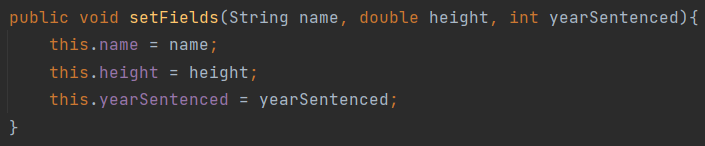 public void setFields(String name, double height, int yearSentenced){
this.name = name;
this.height = height;
this.yearSentenced = yearSentenced;
}